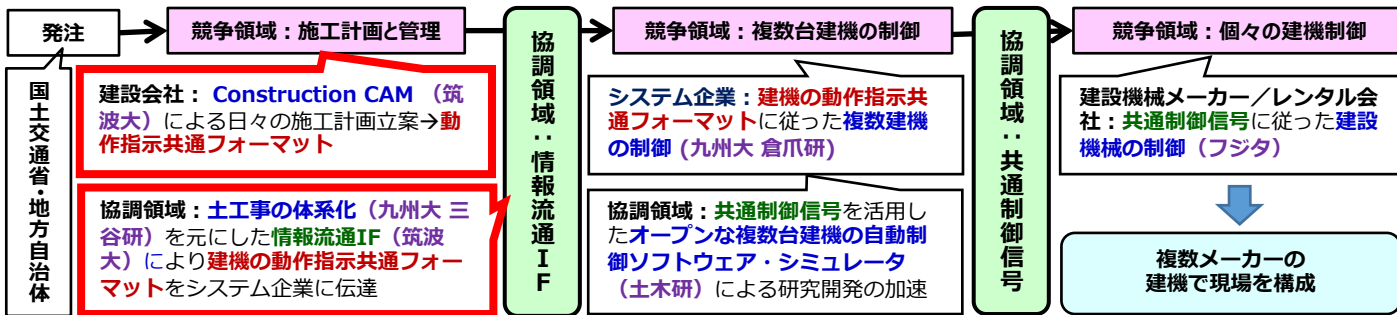 発注
国土交通省・地方自治体
競争領域：施工計画と管理
建設会社： Construction CAM （筑
波大）による日々の施工計画立案→動
作指示共通フォーマット
協調領域：土工事の体系化（九州大 三
谷研）を元にした情報流通IF（筑波
大）により建機の動作指示共通フォー
マットをシステム企業に伝達
協調領域：情報流通IF
競争領域：複数台建機の制御
システム企業：建機の動作指示共
通フォーマットに従った複数建機
の制御 (九州大 倉爪研)
協調領域：共通制御信号を活用し
たオープンな複数台建機の自動制
御ソフトウェア・シミュレータ
（土木研）による研究開発の加速
協調領域：共通制御信号
競争領域：個々の建機制御
建設機械メーカー／レンタル会
社：共通制御信号に従った建設
機械の制御（フジタ）
複数メーカーの
建機で現場を構成